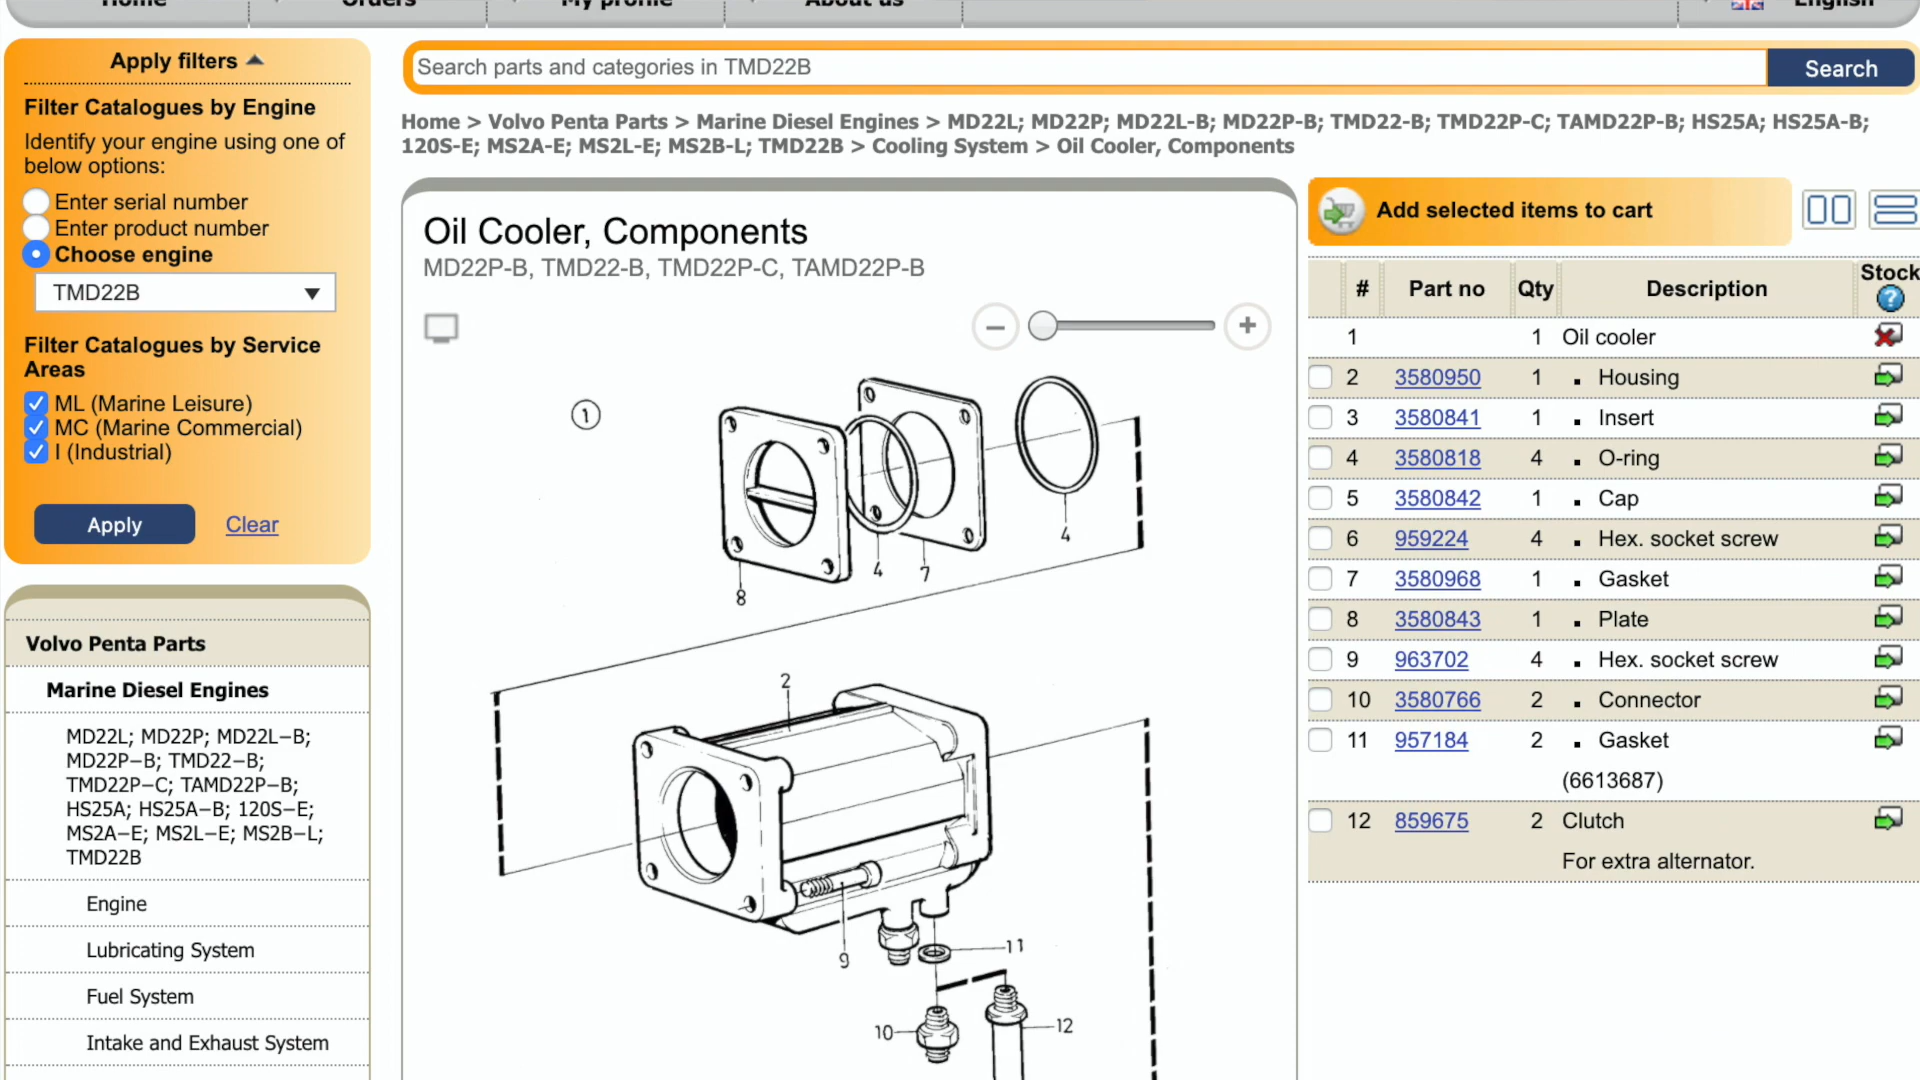 Home
Orders
My profile
About us
English
Apply filters
Filter Catalogues by Engine
Identify your engine using one of
below options:
Enter serial number
Enter product number
Choose engine
TMD22B
Filter Catalogues by Service
Areas
ML (Marine Leisure)
MC (Marine Commercial)
I (Industrial)
Apply
Clear
Volvo Penta Parts
Marine Diesel Engines
MD22L; MD22P; MD22L–B;
MD22P–B; TMD22–B;
TMD22P–C; TAMD22P–B;
HS25A; HS25A–B; 120S–E;
MS2A–E; MS2L–E; MS2B–L;
TMD22B
Engine
Lubricating System
Fuel System
Intake and Exhaust System
Search parts and categories in TMD22B
Search
Home > Volvo Penta Parts > Marine Diesel Engines > MD22L; MD22P; MD22L-B; MD22P-B; TMD22-B; TMD22P-C; TAMD22P-B; HS25A; HS25A-B;
120S-E; MS2A-E; MS2L-E; MS2B-L; TMD22B > Cooling System > Oil Cooler, Components
Oil Cooler, Components
MD22P-B, TMD22-B, TMD22P-C, TAMD22P-B
1
4
4
7
8
2
9
11
10
12
Add selected items to cart
# Part no Qty Description Stock
1 1 Oil cooler
2 3580950 1 Housing
3 3580841 1 Insert
4 3580818 4 O-ring
5 3580842 1 Cap
6 959224 4 Hex. socket screw
7 3580968 1 Gasket
8 3580843 1 Plate
9 963702 4 Hex. socket screw
10 3580766 2 Connector
11 957184 2 Gasket
(6613687)
12 859675 2 Clutch
For extra alternator.